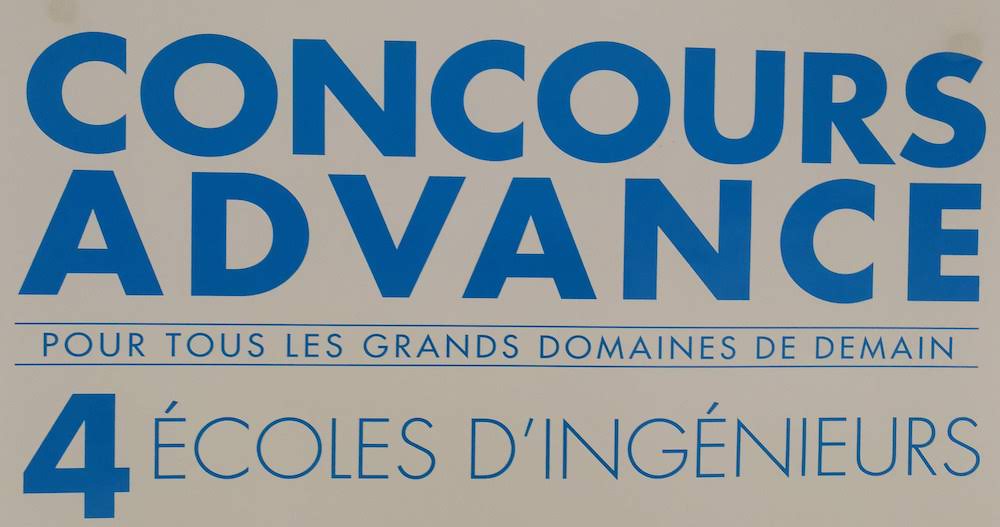 CONCOURS
ADVANCE
POUR TOUS LES GRANDS DOMAINES DE DEMAIN
4 ÉCOLES D'INGÉNIEURS